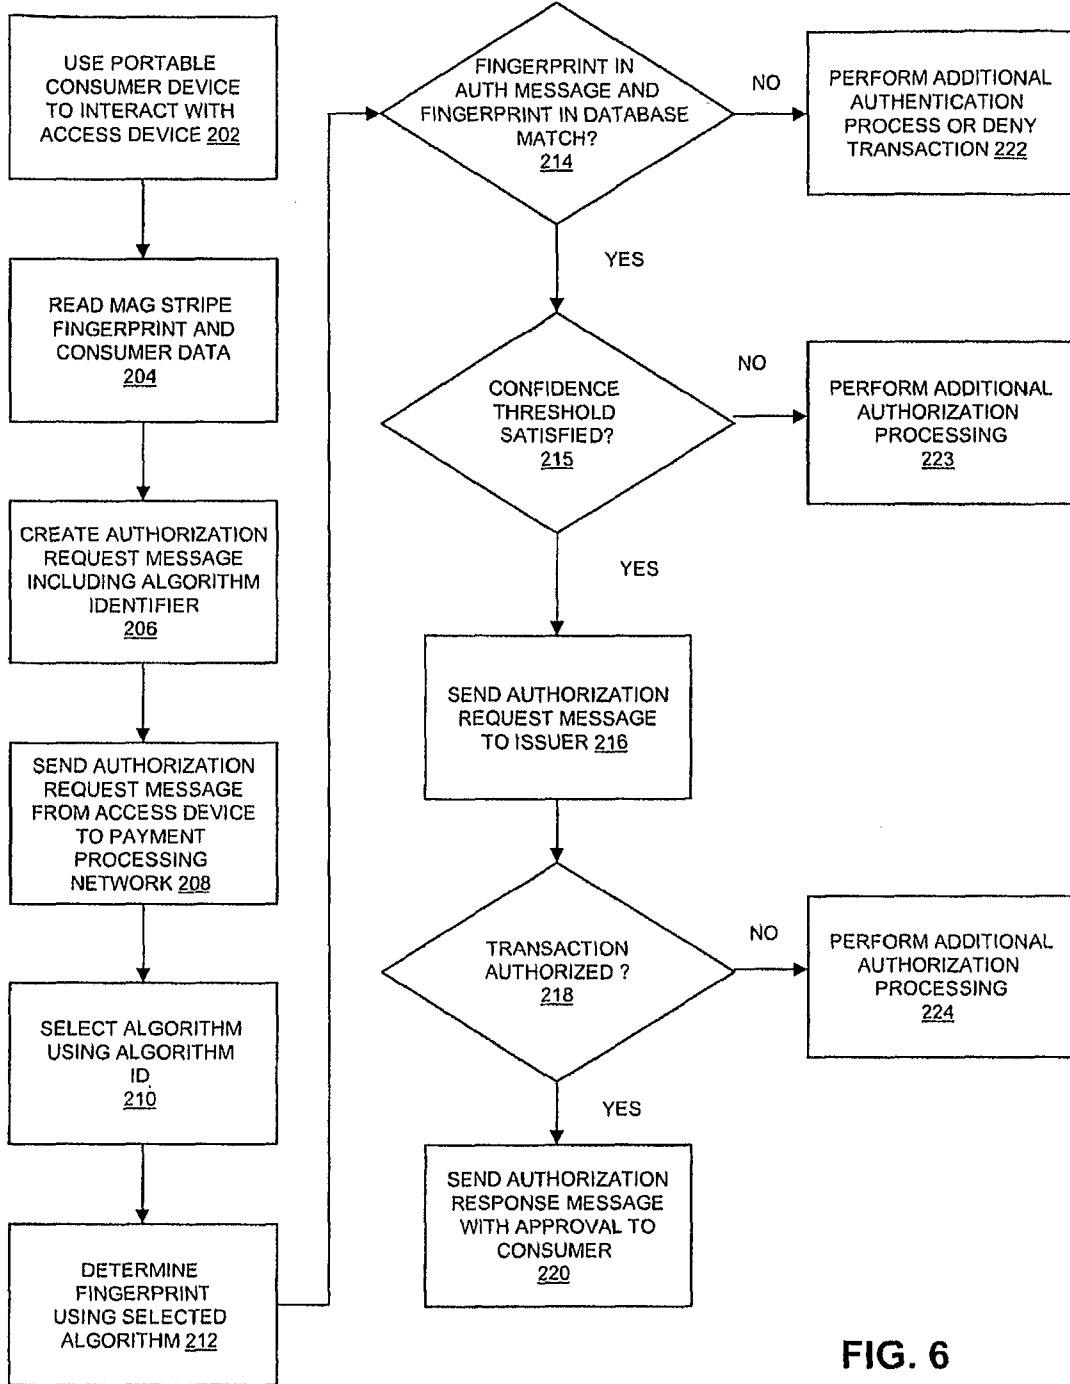 USE PORTABLE
CONSUMER DEVICE
TO INTERACT WITH
ACCESS DEVICE 202
READ MAG STRIPE
FINGERPRINT AND
CONSUMER DATA
204
CREATE AUTHORIZATION
REQUEST MESSAGE
INCLUDING ALGORITHM
IDENTIFIER
206
SEND AUTHORIZATION
REQUEST MESSAGE
FROM ACCESS DEVICE
TO PAYMENT
PROCESSING
NETWORK 208
SELECT ALGORITHM
USING ALGORITHM
ID
210
DETERMINE
FINGERPRINT
USING SELECTED
ALGORITHM 212
FINGERPRINT IN
AUTH MESSAGE AND
FINGERPRINT IN DATABASE
MATCH?
214
NO
PERFORM ADDITIONAL
AUTHENTICATION
PROCESS OR DENY
TRANSACTION 222
YES
CONFIDENCE
THRESHOLD
SATISFIED?
215
NO
PERFORM ADDITIONAL
AUTHORIZATION
PROCESSING
223
YES
SEND AUTHORIZATION
REQUEST MESSAGE
TO ISSUER 216
TRANSACTION
AUTHORIZED ?
218
NO
PERFORM ADDITIONAL
AUTHORIZATION
PROCESSING
224
YES
SEND AUTHORIZATION
RESPONSE MESSAGE
WITH APPROVAL TO
CONSUMER
220
FIG. 6